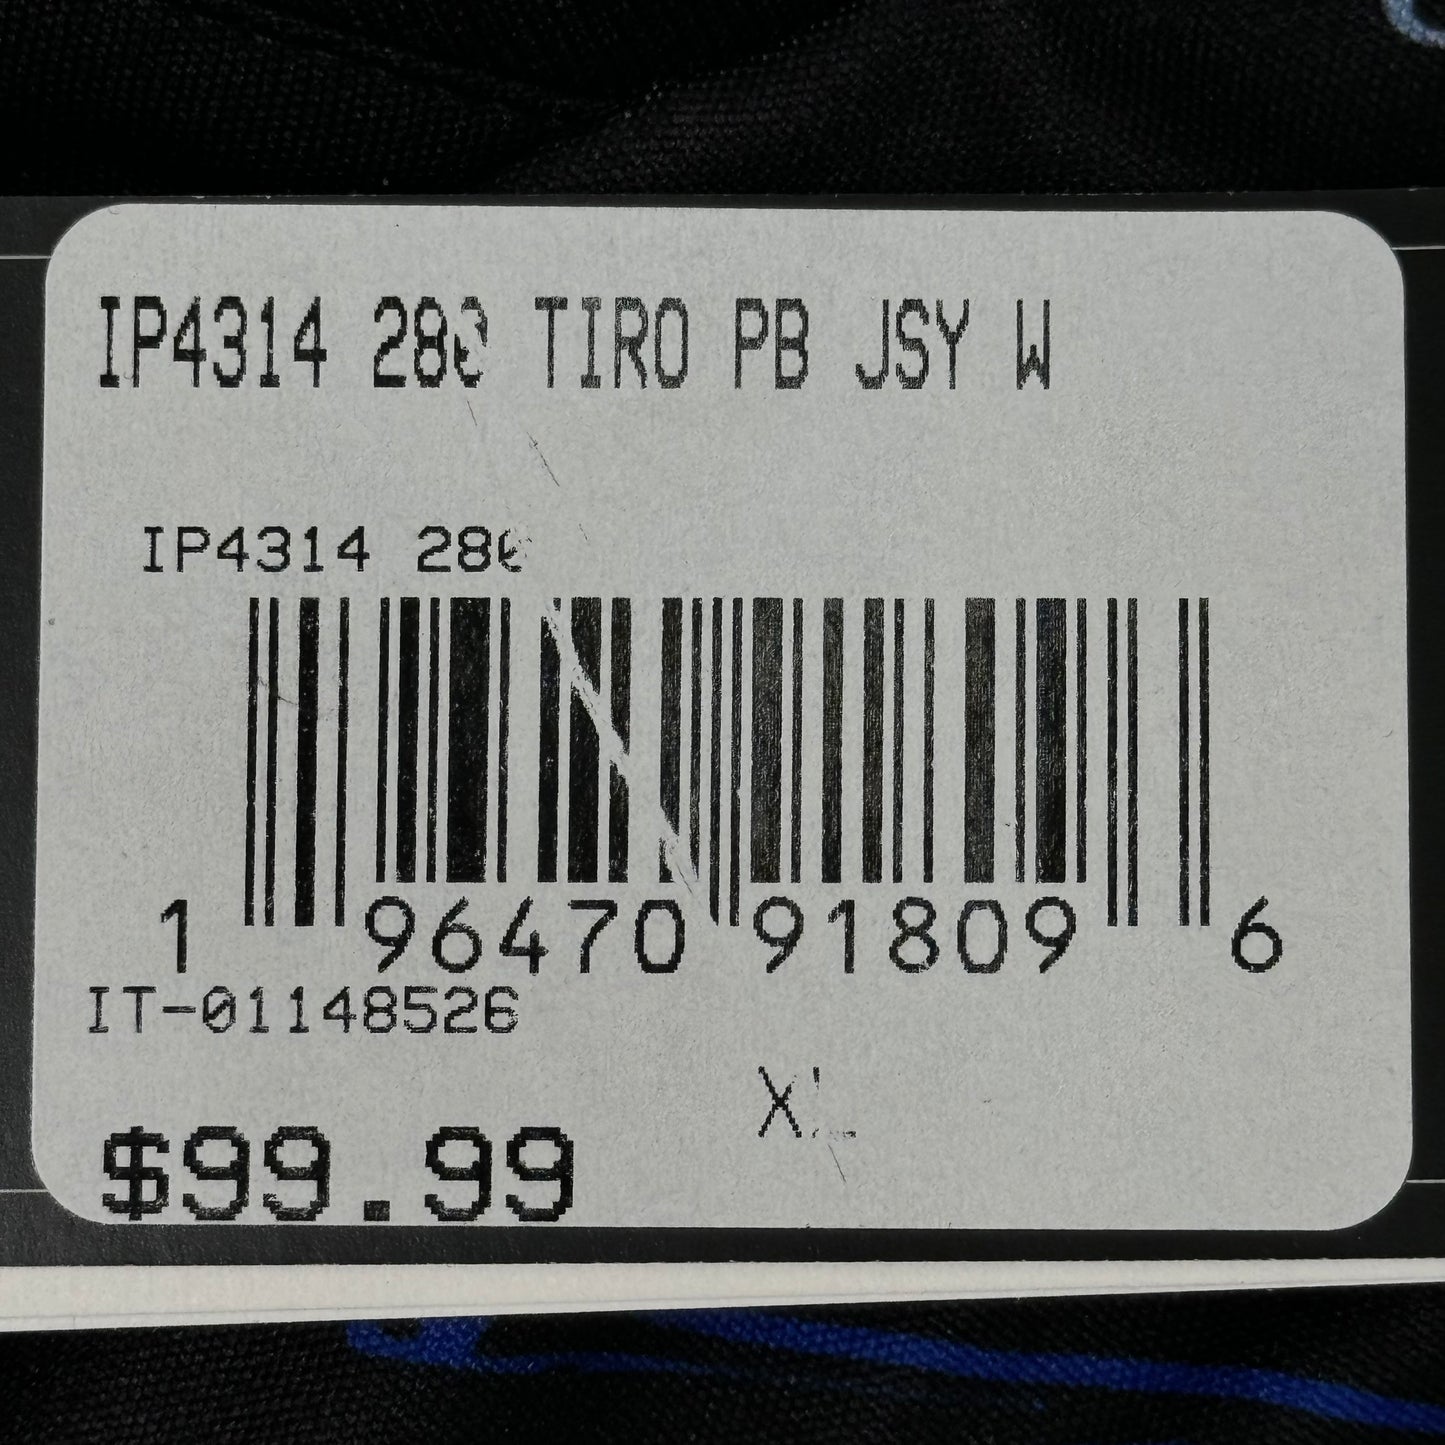 IP4314 280 TIRO PB JSY W
IP4314 280
1 96470 91809 6
IT-01148526
XL
$99.99